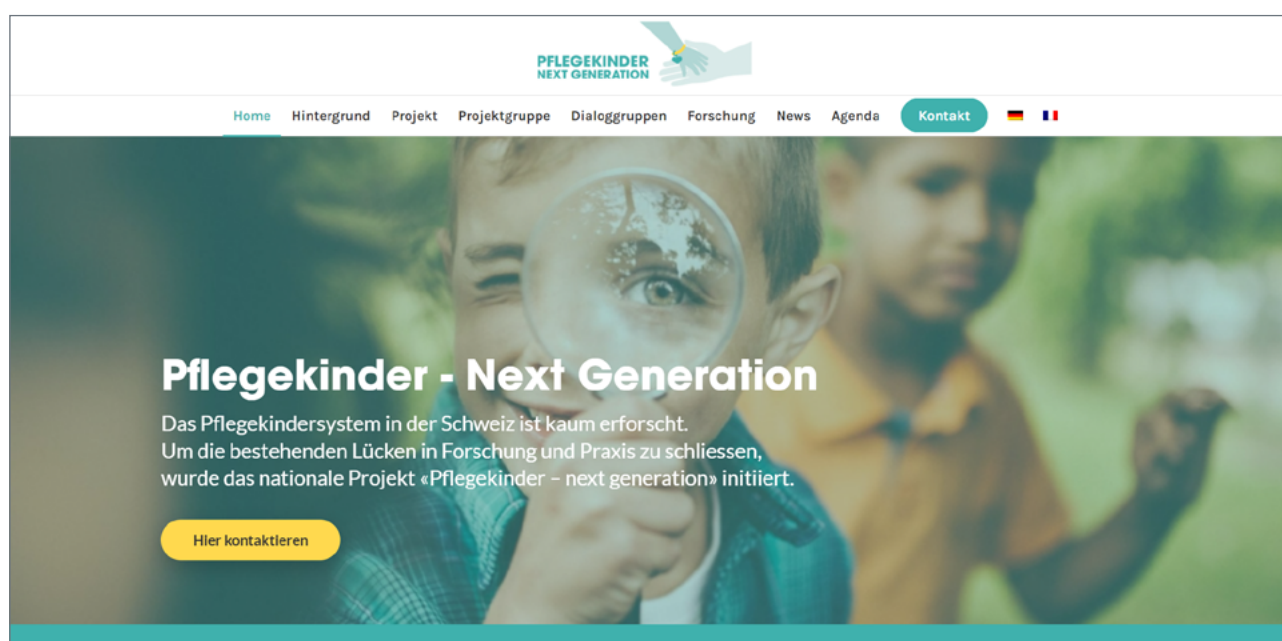 PFLEGEKINDER
NEXT GENERATION
Home Hintergrund Projekt Projektgruppe Dialoggruppen Forschung News Agenda Kontakt
Pflegekinder - Next Generation
Das Pflegekindersystem in der Schweiz ist kaum erforscht.
Um die bestehenden Lücken in Forschung und Praxis zu schliessen,
wurde das nationale Projekt «Pflegekinder – next generation» initiiert.
Hier kontaktieren